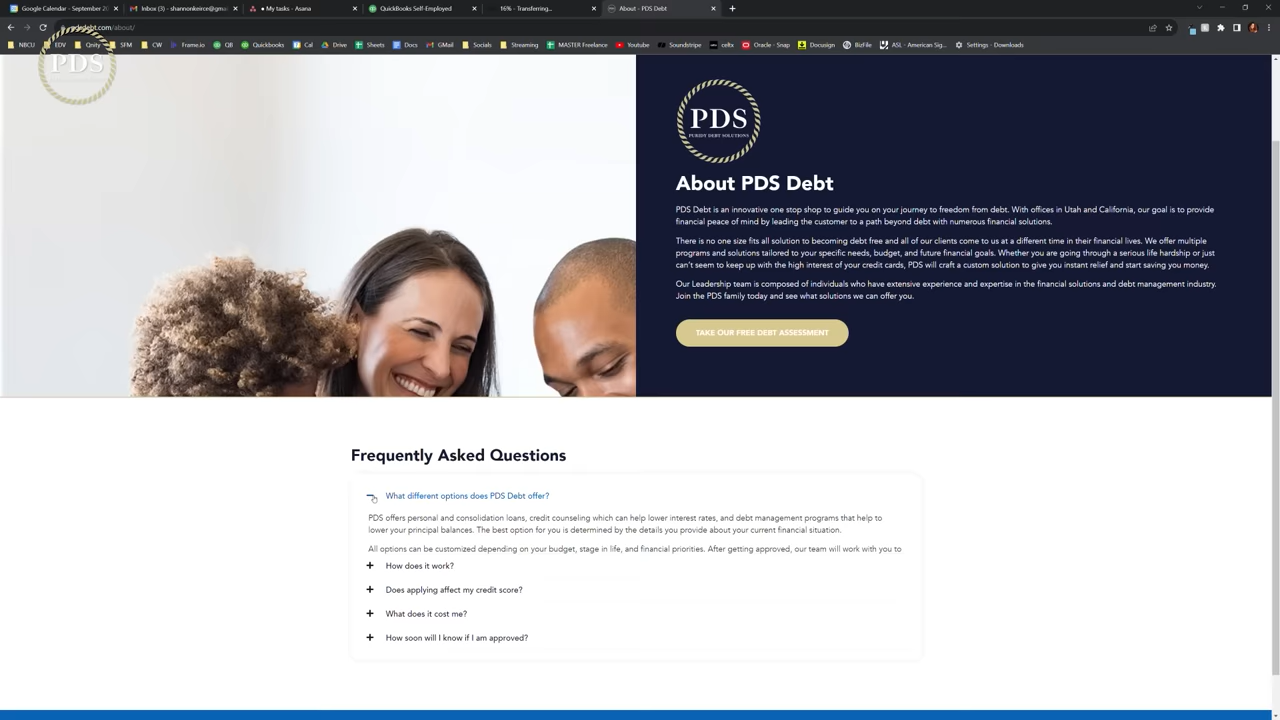 Google Calendar - September 20
Inbox (3) - shannonkeirce@gma
● My tasks - Asana
QuickBooks Self-Employed
16% - Transferring...
About - PDS Debt
pdsdebt.com/about/
NBCU
EDV
Qnity
SFM
CW
Frame.io
QB
Quickbooks
Cal
Drive
Sheets
Docs
GMail
Socials
Streaming
MASTER Freelance
Youtube
Soundstripe
celtx
Oracle - Snap
Docusign
BizFile
ASL - American Sig...
Settings - Downloads
PDS
PDS
PURIDY DEBT SOLUTIONS
About PDS Debt
PDS Debt is an innovative one stop shop to guide you on your journey to freedom from debt. With offices in Utah and California, our goal is to provide
financial peace of mind by leading the customer to a path beyond debt with numerous financial solutions.
There is no one size fits all solution to becoming debt free and all of our clients come to us at a different time in their financial lives. We offer multiple
programs and solutions tailored to your specific needs, budget, and future financial goals. Whether you are going through a serious life hardship or just
can't seem to keep up with the high interest of your credit cards, PDS will craft a custom solution to give you instant relief and start saving you money.
Our Leadership team is composed of individuals who have extensive experience and expertise in the financial solutions and debt management industry.
Join the PDS family today and see what solutions we can offer you.
TAKE OUR FREE DEBT ASSESSMENT
Frequently Asked Questions
What different options does PDS Debt offer?
PDS offers personal and consolidation loans, credit counseling which can help lower interest rates, and debt management programs that help to
lower your principal balances. The best option for you is determined by the details you provide about your current financial situation.
All options can be customized depending on your budget, stage in life, and financial priorities. After getting approved, our team will work with you to
How does it work?
Does applying affect my credit score?
What does it cost me?
How soon will I know if I am approved?